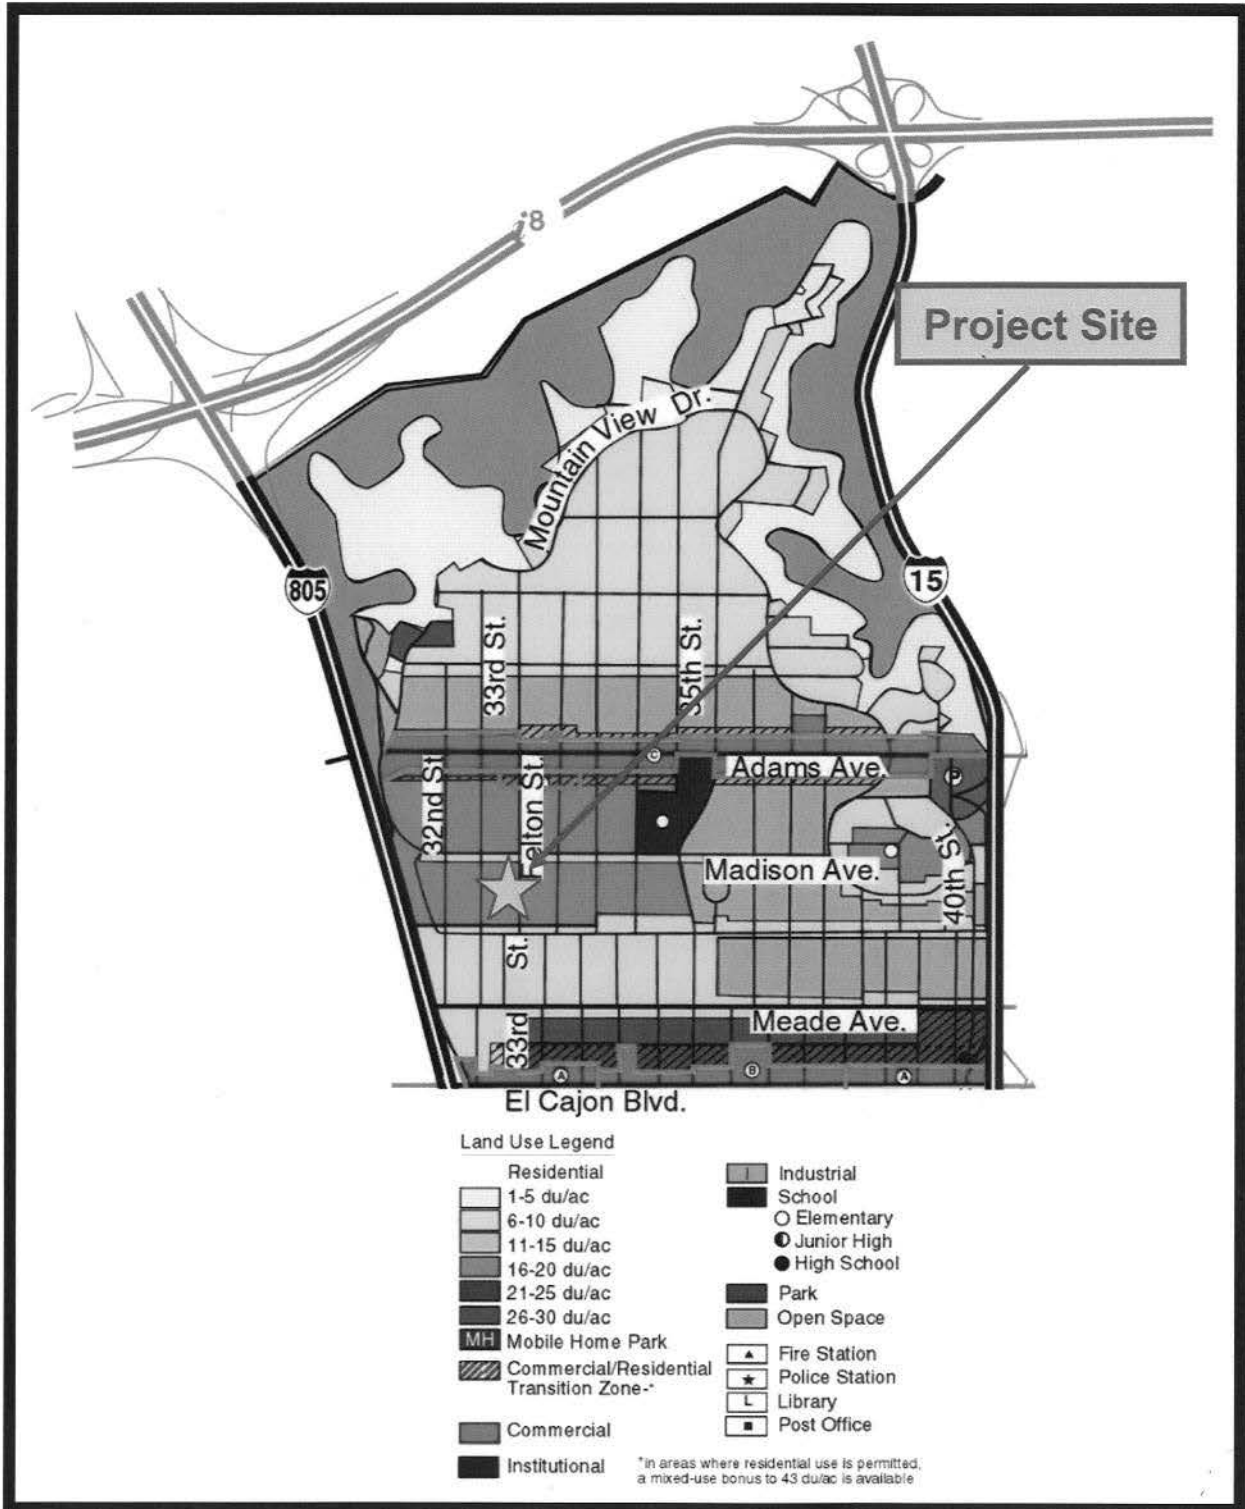 8
Project Site
Mountain View Dr.
805
15
33rd St.
35th St.
C
Adams Ave.
P
32nd St.
Felton St.
40th St.
Madison Ave.
33rd St.
Meade Ave.
A
B
A
El Cajon Blvd.
Land Use Legend
Residential
1-5 du/ac
6-10 du/ac
11-15 du/ac
16-20 du/ac
21-25 du/ac
26-30 du/ac
MH Mobile Home Park
Commercial/Residential
Transition Zone-*
Commercial
Institutional
I Industrial
School
Elementary
Junior High
High School
Park
Open Space
Fire Station
Police Station
L Library
Post Office
*in areas where residential use is permitted,
a mixed-use bonus to 43 du/ac is available